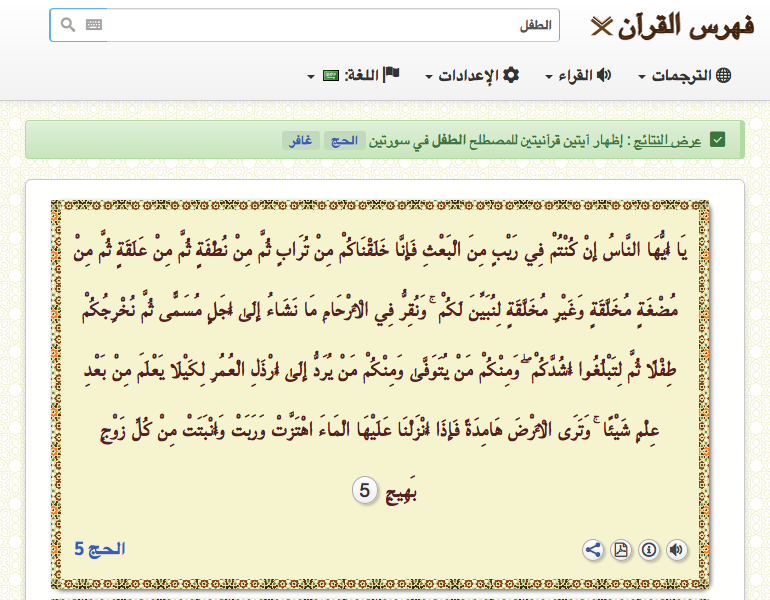 فهرس القرآن
الطفل
الترجمات
القراء
الإعدادات
اللغة:
عرض النتائج : إظهار آيتين قرآنيتين للمصطلح الطفل في سورتين الحج غافر
يَا أَيُّهَا النَّاسُ إِنْ كُنْتُمْ فِي رَيْبٍ مِنَ الْبَعْثِ فَإِنَّا خَلَقْنَاكُمْ مِنْ تُرَابٍ ثُمَّ مِنْ نُطْفَةٍ ثُمَّ مِنْ عَلَقَةٍ ثُمَّ مِنْ
مُضْغَةٍ مُخَلَّقَةٍ وَغَيْرِ مُخَلَّقَةٍ لِنُبَيِّنَ لَكُمْ ۚ وَنُقِرُّ فِي الْأَرْحَامِ مَا نَشَاءُ إِلَىٰ أَجَلٍ مُسَمًّى ثُمَّ نُخْرِجُكُمْ
طِفْلًا ثُمَّ لِتَبْلُغُوا أَشُدَّكُمْ ۖ وَمِنْكُمْ مَنْ يُتَوَفَّىٰ وَمِنْكُمْ مَنْ يُرَدُّ إِلَىٰ أَرْذَلِ الْعُمُرِ لِكَيْلَا يَعْلَمَ مِنْ بَعْدِ
عِلْمٍ شَيْئًا ۚ وَتَرَى الْأَرْضَ هَامِدَةً فَإِذَا أَنْزَلْنَا عَلَيْهَا الْمَاءَ اهْتَزَّتْ وَرَبَتْ وَأَنْبَتَتْ مِنْ كُلِّ زَوْجٍ
بَهِيجٍ 5
الحج 5